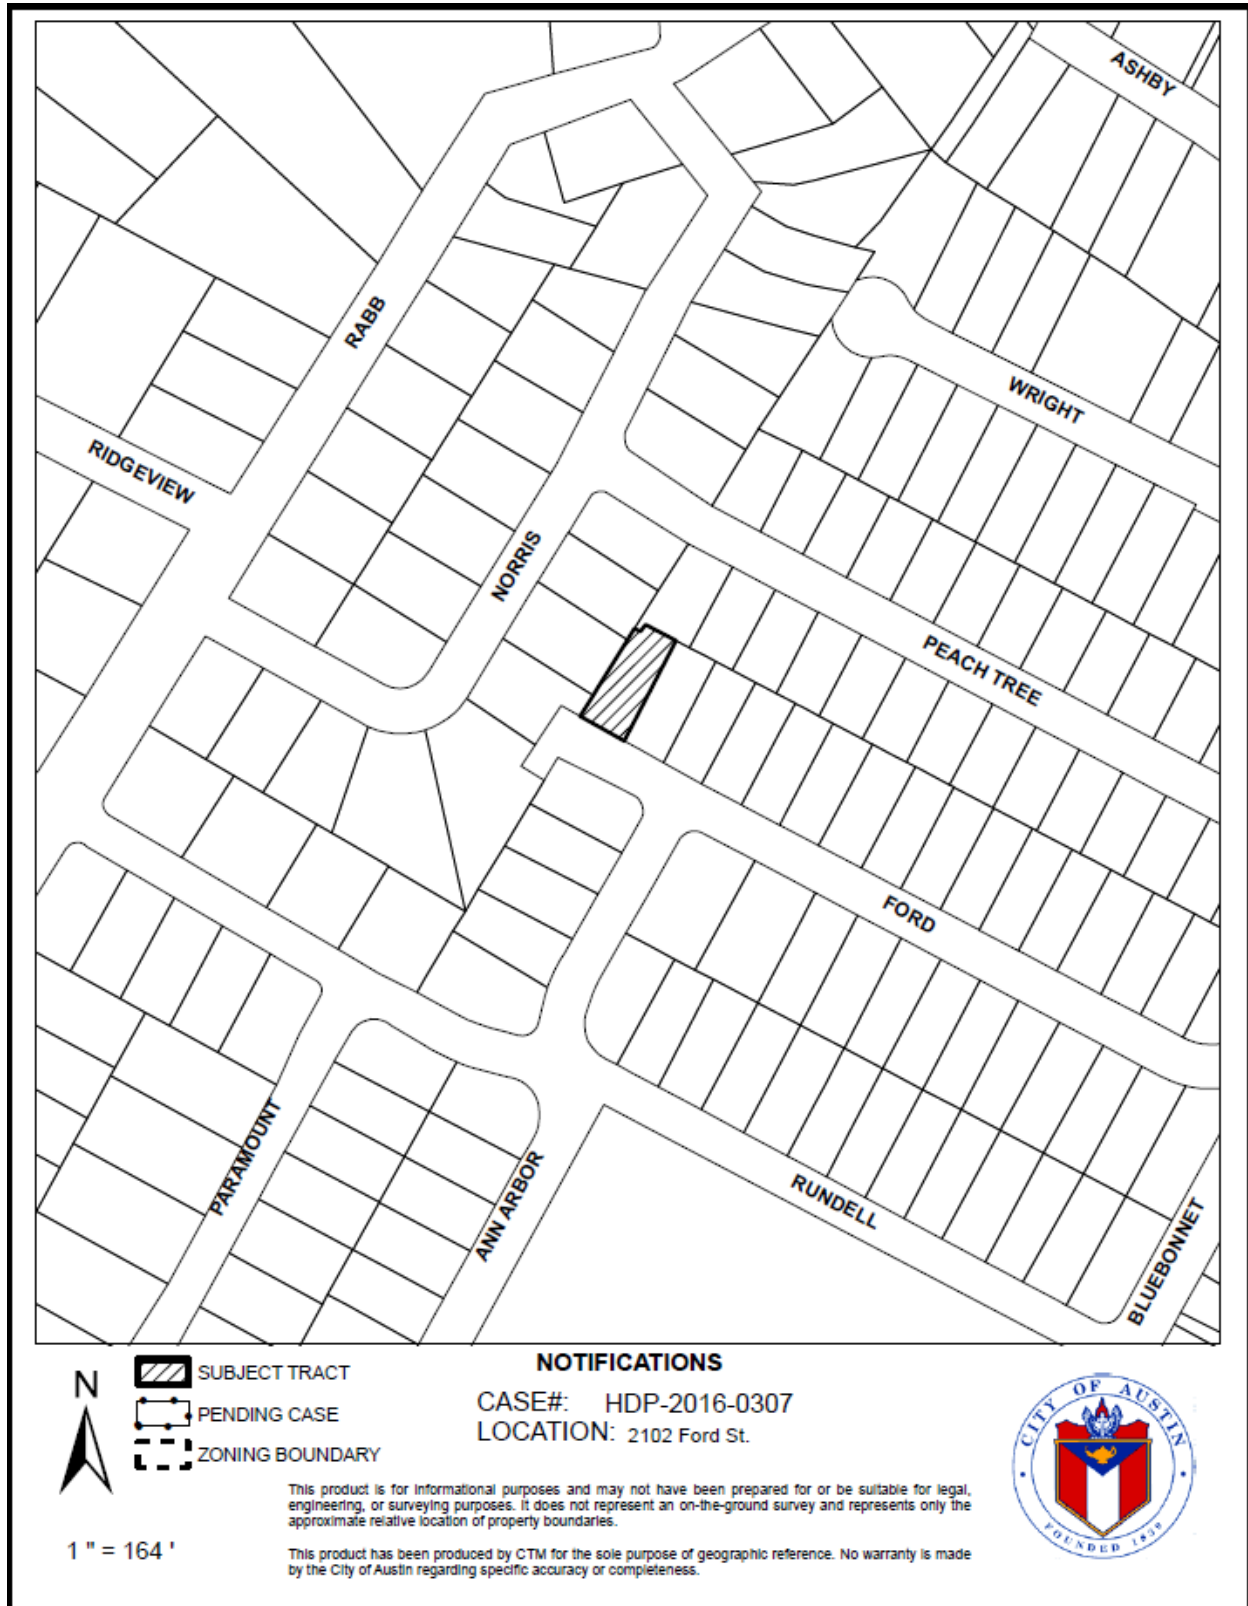 ASHBY
RABB
WRIGHT
RIDGEVIEW
NORRIS
PEACH TREE
FORD
PARAMOUNT
ANN ARBOR
RUNDELL
BLUEBONNET
N
SUBJECT TRACT
PENDING CASE
ZONING BOUNDARY
1 " = 164 '
NOTIFICATIONS
CASE#: HDP-2016-0307
LOCATION: 2102 Ford St.
This product is for informational purposes and may not have been prepared for or be suitable for legal,
engineering, or surveying purposes. It does not represent an on-the-ground survey and represents only the
approximate relative location of property boundaries.
This product has been produced by CTM for the sole purpose of geographic reference. No warranty is made
by the City of Austin regarding specific accuracy or completeness.
CITY OF AUSTIN
FOUNDED 1839